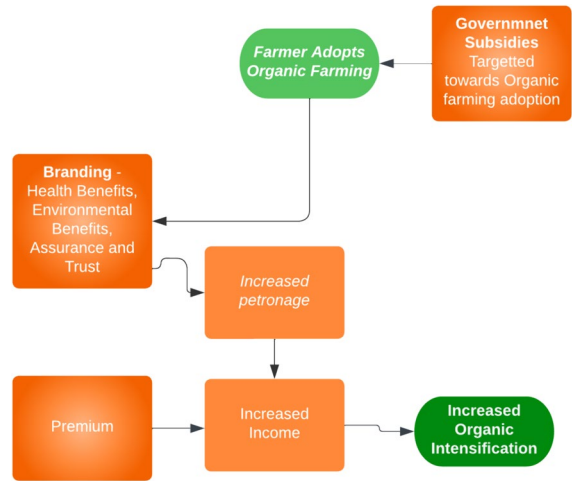 Farmer Adopts
Organic Farming
Governmnet
Subsidies
Targetted
towards Organic
farming adoption
Branding -
Health Benefits,
Environmental
Benefits,
Assurance and
Trust
Increased
petronage
Premium
Increased
Income
Increased
Organic
Intensification